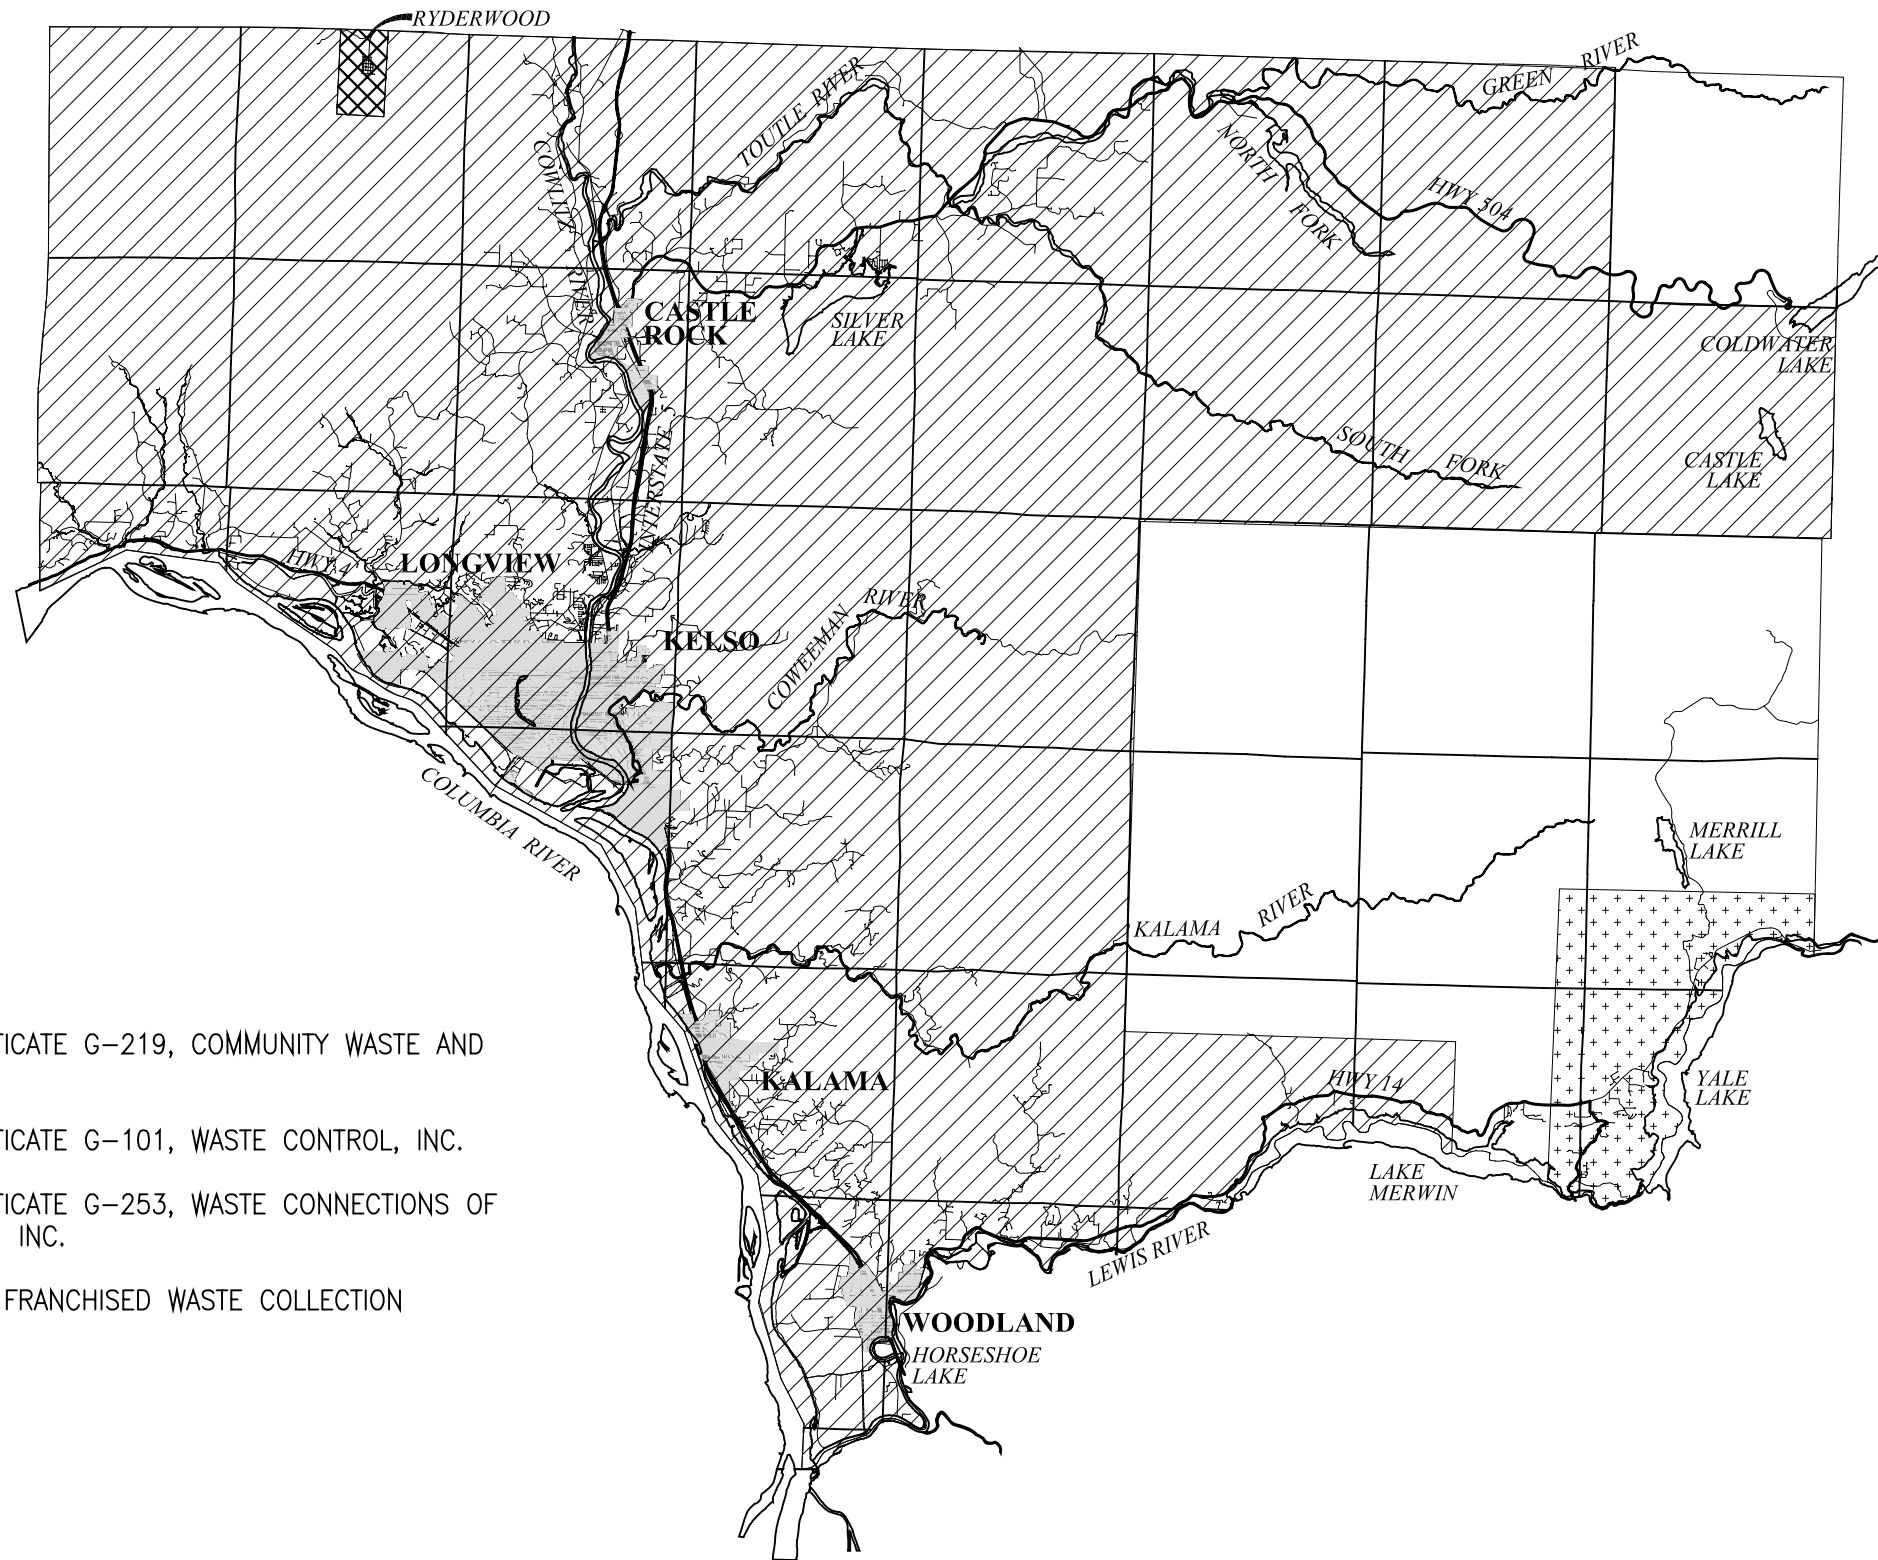 RYDERWOOD
GREEN RIVER
TOUTLE RIVER
COWLITZ RIVER
NORTH FORK
HWY 504
CASTLE
ROCK
SILVER
LAKE
COLDWATER
LAKE
SOUTH FORK
CASTLE
LAKE
INTERSTATE
HWY 4
LONGVIEW
KELSO
COWEEMAN RIVER
COLUMBIA RIVER
MERRILL
LAKE
KALAMA RIVER
TICATE G-219, COMMUNITY WASTE AND
KALAMA
HWY 14
YALE
LAKE
TICATE G-101, WASTE CONTROL, INC.
LAKE
MERWIN
TICATE G-253, WASTE CONNECTIONS OF
INC.
LEWIS RIVER
FRANCHISED WASTE COLLECTION
WOODLAND
HORSESHOE
LAKE